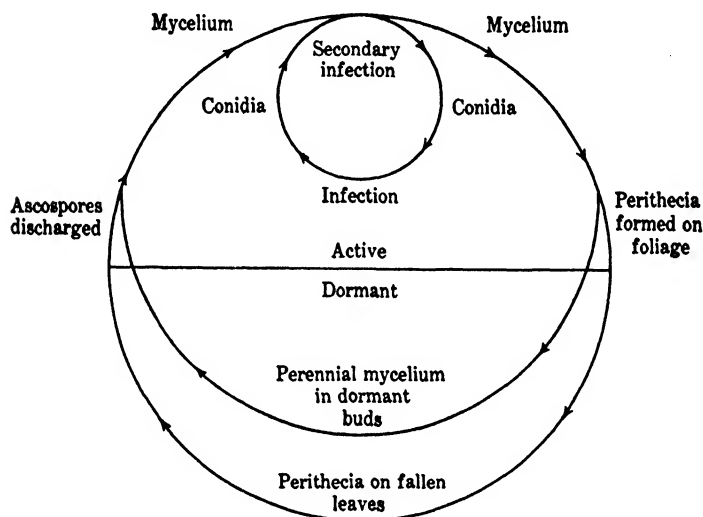 Mycelium
Mycelium
Secondary
infection
Conidia
Conidia
Infection
Ascospores
discharged
Perithecia
formed on
foliage
Active
Dormant
Perennial mycelium
in dormant
buds
Perithecia on fallen
leaves